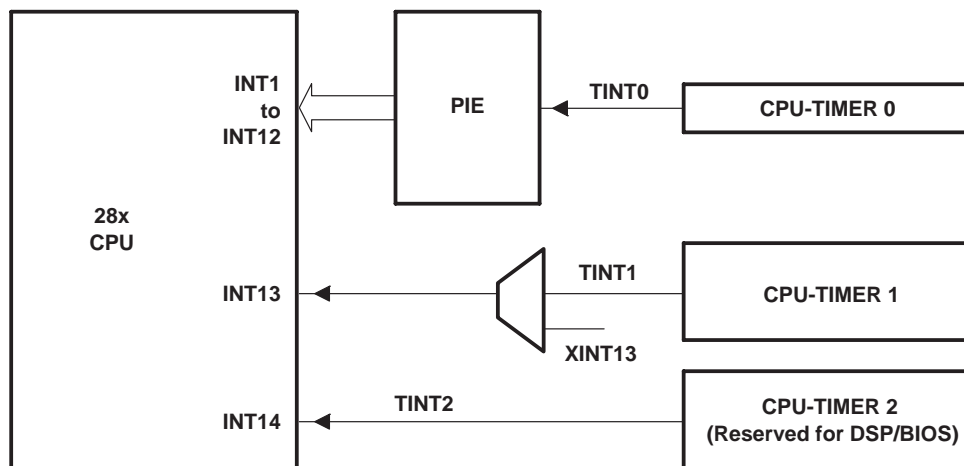 INT1
to
INT12
PIE
TINT0
CPU-TIMER 0
28x
CPU
INT13
TINT1
XINT13
CPU-TIMER 1
INT14
TINT2
CPU-TIMER 2
(Reserved for DSP/BIOS)